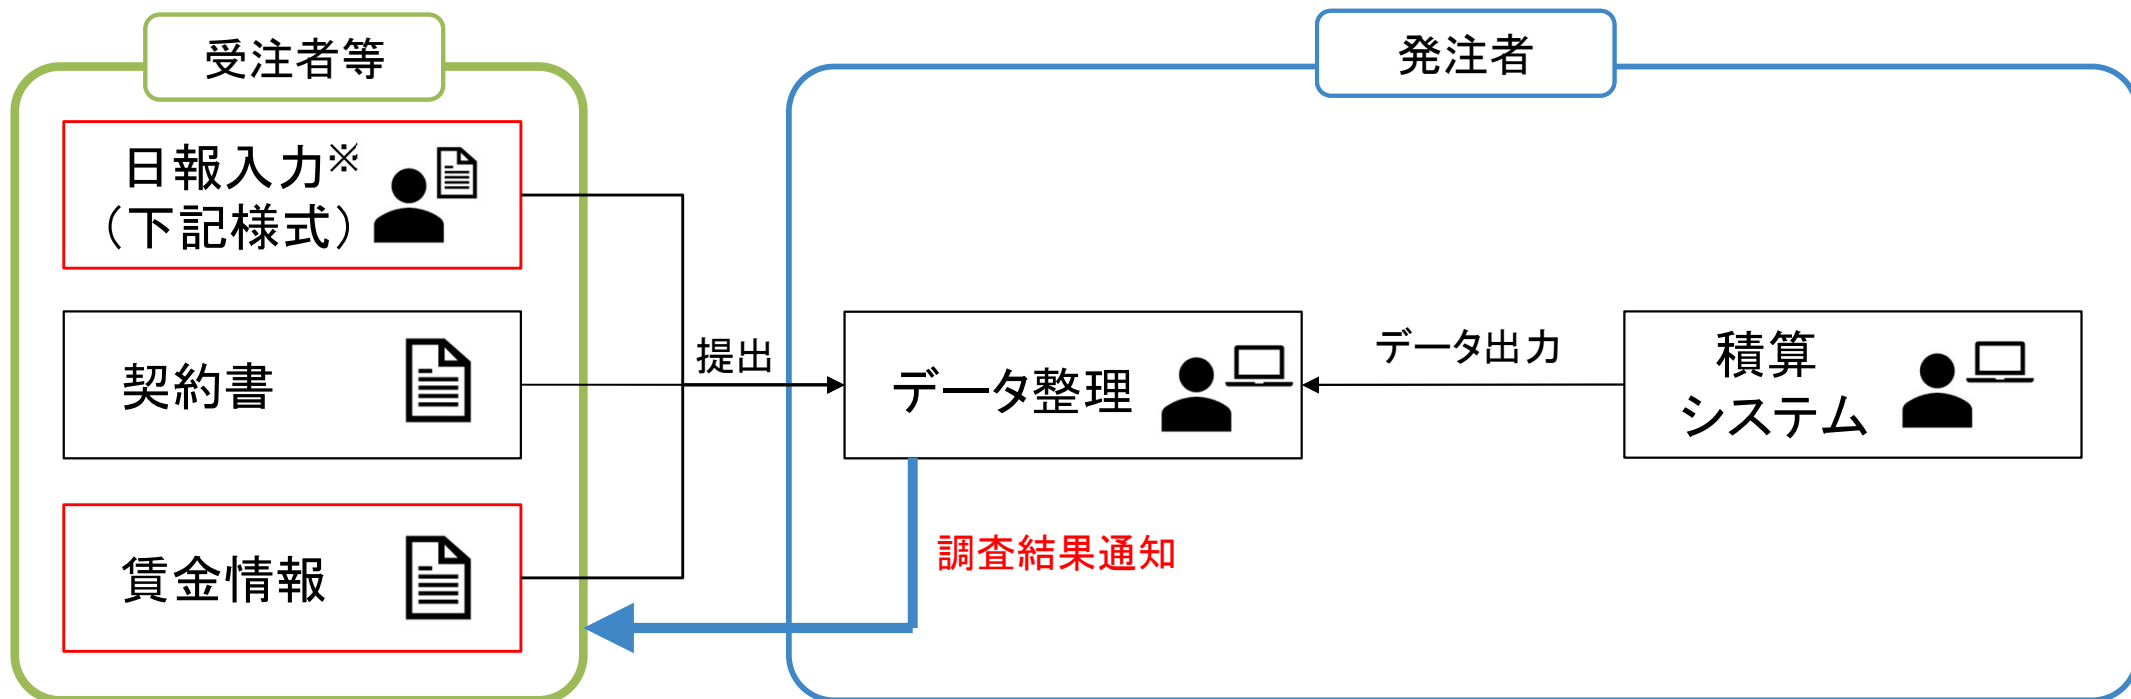 受注者等
発注者
日報入力※
（下記様式）
契約書
賃金情報
提出
データ整理
データ出力
積算
システム
調査結果通知